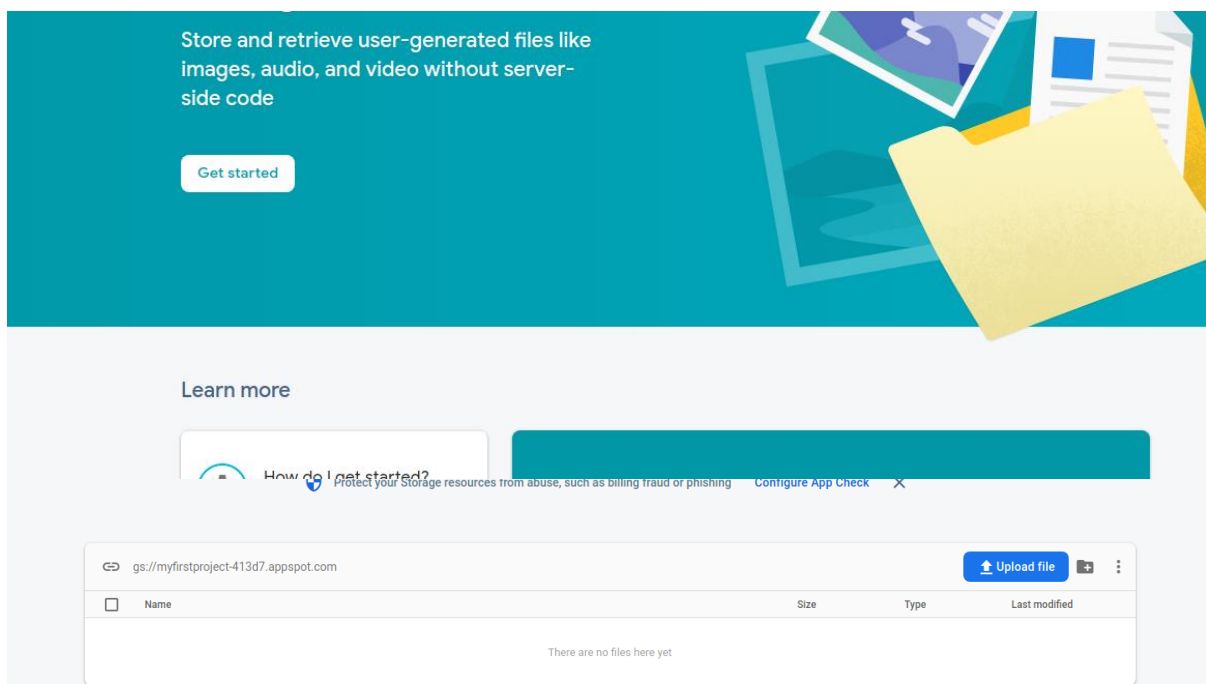 Store and retrieve user-generated files like
images, audio, and video without server-
side code
Get started
Learn more
How do I get started?
Protect your Storage resources from abuse, such as billing fraud or phishing Configure App Check
gs://myfirstproject-413d7.appspot.com Upload file
Name Size Type Last modified
There are no files here yet